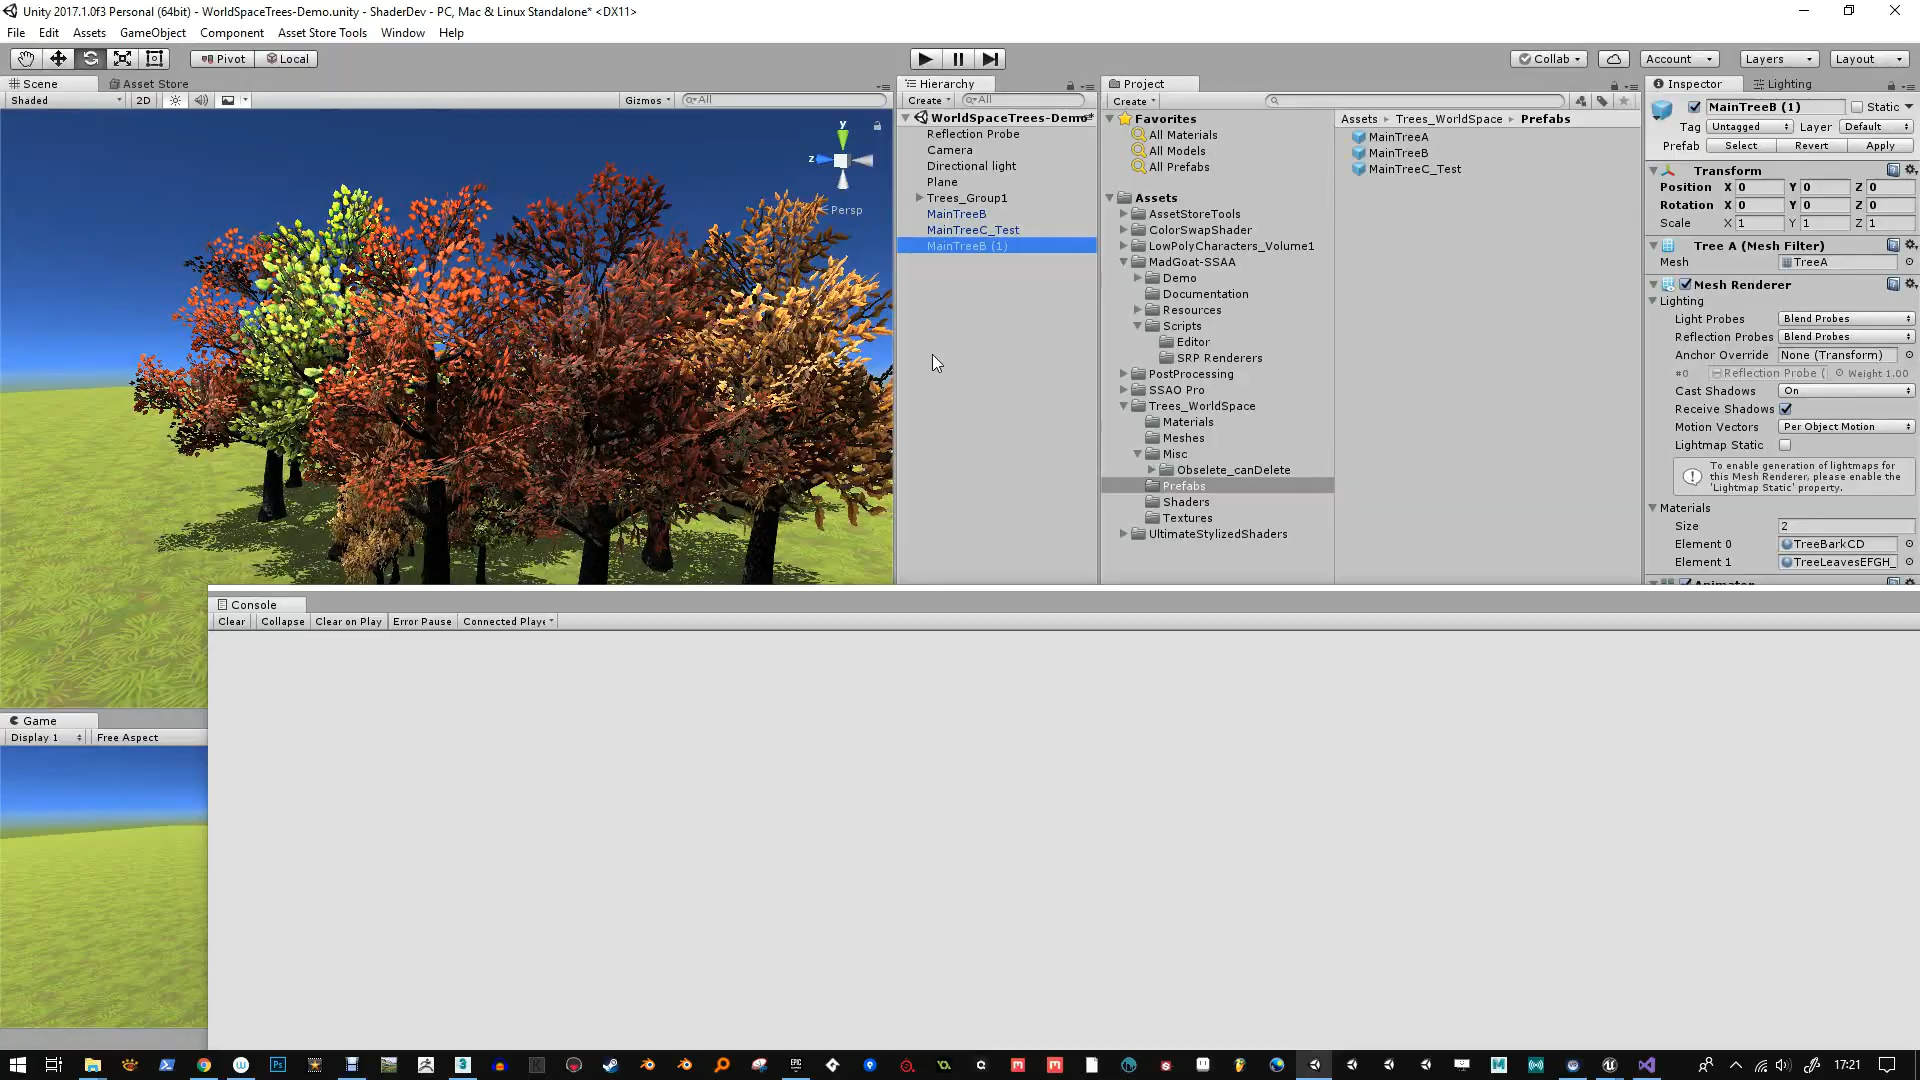 Unity 2017.1.0f3 Personal (64bit) - WorldSpaceTrees-Demo.unity - ShaderDev - PC, Mac & Linux Standalone* <DX11>
File Edit Assets GameObject Component Asset Store Tools Window Help
Pivot Local Collab Account Layers Layout
Scene Asset Store
Shaded 2D Gizmos All
y
z
Persp
Hierarchy
Create All
WorldSpaceTrees-Demo*
Reflection Probe
Camera
Directional light
Plane
Trees_Group1
MainTreeB
MainTreeC_Test
MainTreeB (1)
Project
Create
Favorites
All Materials
All Models
All Prefabs
Assets
AssetStoreTools
ColorSwapShader
LowPolyCharacters_Volume1
MadGoat-SSAA
Demo
Documentation
Resources
Scripts
Editor
SRP Renderers
PostProcessing
SSAO Pro
Trees_WorldSpace
Materials
Meshes
Misc
Obselete_canDelete
Prefabs
Shaders
Textures
UltimateStylizedShaders
Assets Trees_WorldSpace Prefabs
MainTreeA
MainTreeB
MainTreeC_Test
Inspector Lighting
MainTreeB (1) Static
Tag Untagged Layer Default
Prefab Select Revert Apply
Transform
Position X 0 Y 0 Z 0
Rotation X 0 Y 0 Z 0
Scale X 1 Y 1 Z 1
Tree A (Mesh Filter)
Mesh TreeA
Mesh Renderer
Lighting
Light Probes Blend Probes
Reflection Probes Blend Probes
Anchor Override None (Transform)
#0 Reflection Probe ( Weight 1.00
Cast Shadows On
Receive Shadows
Motion Vectors Per Object Motion
Lightmap Static
To enable generation of lightmaps for
this Mesh Renderer, please enable the
'Lightmap Static' property.
Materials
Size 2
Element 0 TreeBarkCD
Element 1 TreeLeavesEFGH_
Animator
Console
Clear Collapse Clear on Play Error Pause Connected Playe
Game
Display 1 Free Aspect
17:21